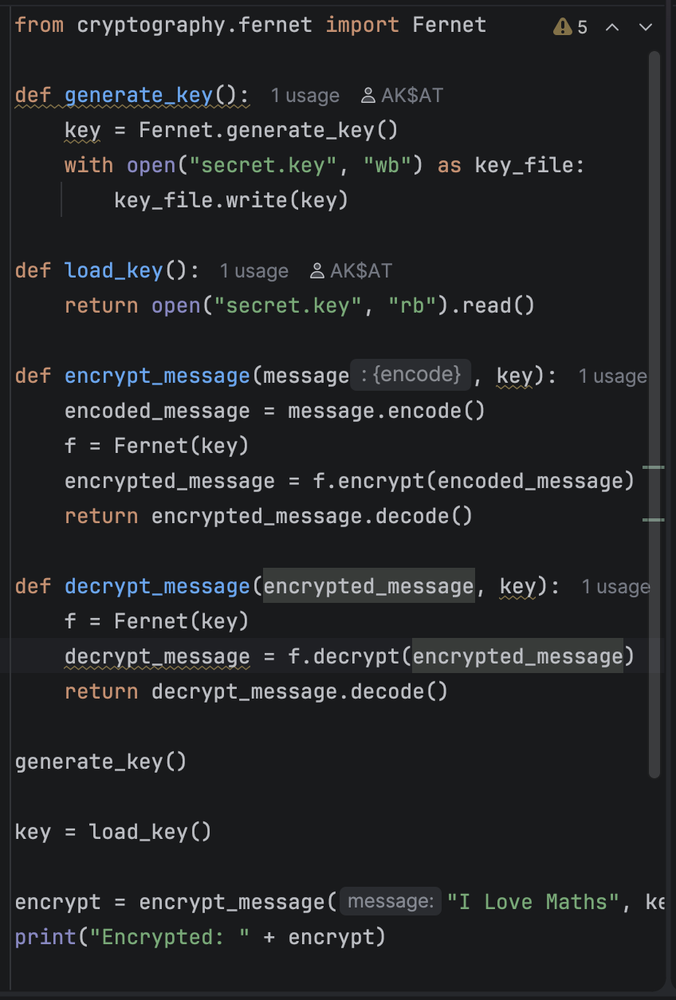 from cryptography.fernet import Fernet 5
def generate_key(): 1 usage AK$AT
    key = Fernet.generate_key()
    with open("secret.key", "wb") as key_file:
        key_file.write(key)
def load_key(): 1 usage AK$AT
    return open("secret.key", "rb").read()
def encrypt_message(message : {encode} , key): 1 usage
    encoded_message = message.encode()
    f = Fernet(key)
    encrypted_message = f.encrypt(encoded_message)
    return encrypted_message.decode()
def decrypt_message(encrypted_message, key): 1 usage
    f = Fernet(key)
    decrypt_message = f.decrypt(encrypted_message)
    return decrypt_message.decode()
generate_key()
key = load_key()
encrypt = encrypt_message( message: "I Love Maths", ke
print("Encrypted: " + encrypt)